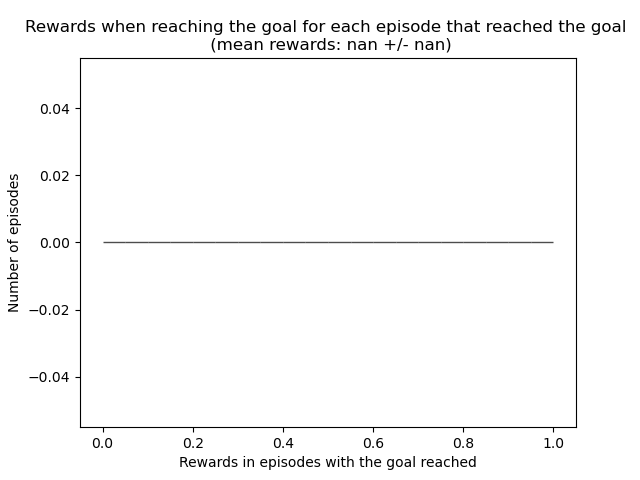 Rewards when reaching the goal for each episode that reached the goal
(mean rewards: nan +/- nan)
0.04
0.02
0.00
−0.02
−0.04
Number of episodes
0.0 0.2 0.4 0.6 0.8 1.0
Rewards in episodes with the goal reached